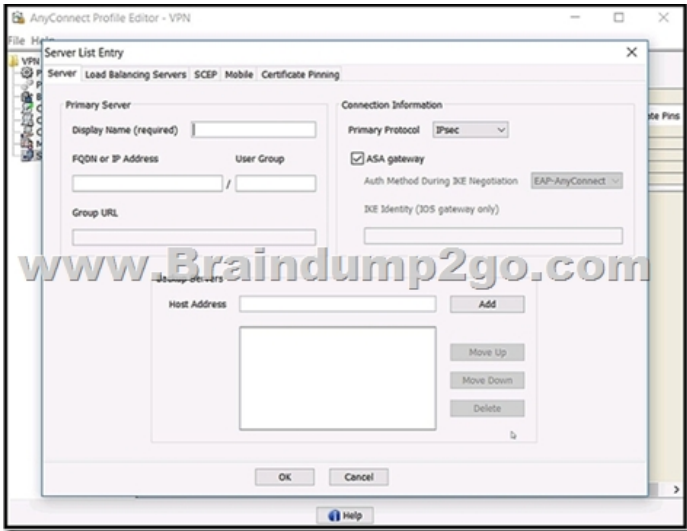 AnyConnect Profile Editor - VPN
File Help
VPN
Server List Entry
Server Load Balancing Servers SCEP Mobile Certificate Pinning
Primary Server
Display Name (required)
FQDN or IP Address User Group
/
Group URL
Connection Information
Primary Protocol IPsec
ASA gateway
Auth Method During IKE Negotiation EAP-AnyConnect
IKE Identity (IOS gateway only)
www.Braindump2go.com
Backup Servers
Host Address Add
Move Up
Move Down
Delete
OK Cancel
Help
Pins